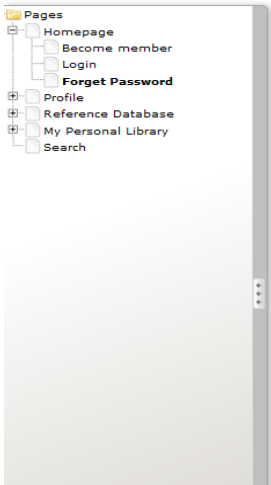 Pages
Homepage
Become member
Login
Forget Password
Profile
Reference Database
My Personal Library
Search